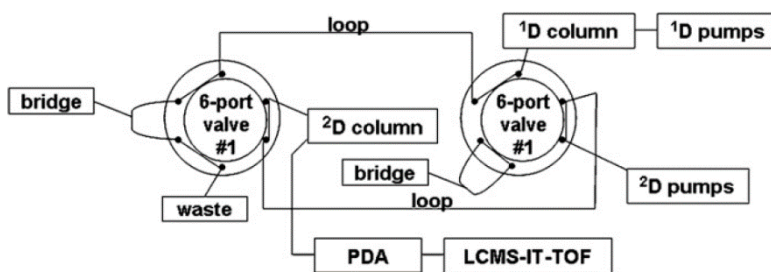 loop
¹D column
¹D pumps
bridge
6-port
valve
#1
²D column
6-port
valve
#1
bridge
²D pumps
waste
loop
PDA
LCMS-IT-TOF